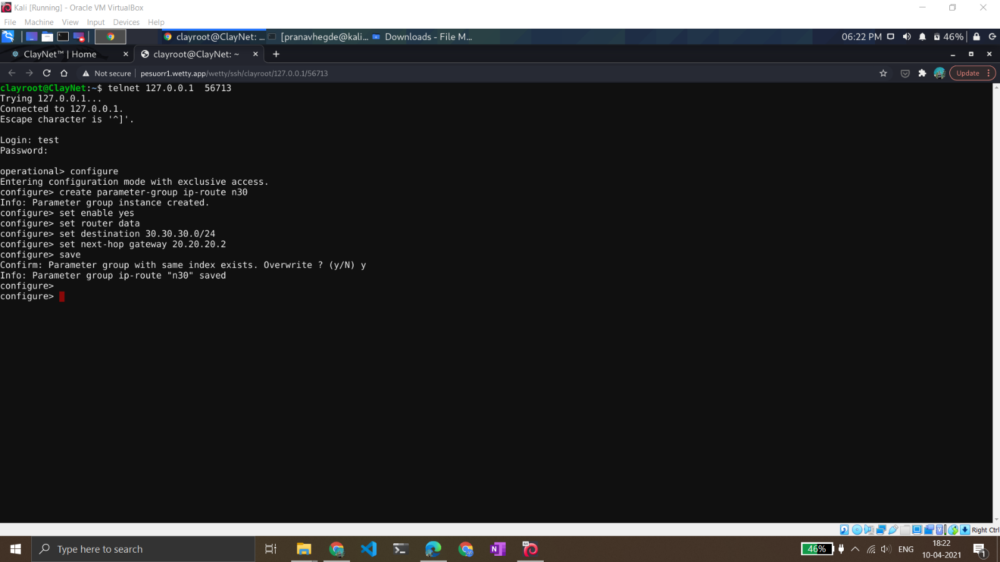 Kali [Running] - Oracle VM VirtualBox
File Machine View Input Devices Help
clayroot@ClayNet: ... [pranavhegde@kali... Downloads - File M... 06:22 PM 46%
ClayNet™ | Home clayroot@ClayNet: ~
Not secure pesuorr1.wetty.app/wetty/ssh/clayroot/127.0.0.1/56713 Update
clayroot@ClayNet:~$ telnet 127.0.0.1  56713
Trying 127.0.0.1...
Connected to 127.0.0.1.
Escape character is '^]'.
Login: test
Password:
operational> configure
Entering configuration mode with exclusive access.
configure> create parameter-group ip-route n30
Info: Parameter group instance created.
configure> set enable yes
configure> set router data
configure> set destination 30.30.30.0/24
configure> set next-hop gateway 20.20.20.2
configure> save
Confirm: Parameter group with same index exists. Overwrite ? (y/N) y
Info: Parameter group ip-route "n30" saved
configure>
configure>
Right Ctrl
Type here to search 46% ENG 18:22
10-04-2021 1